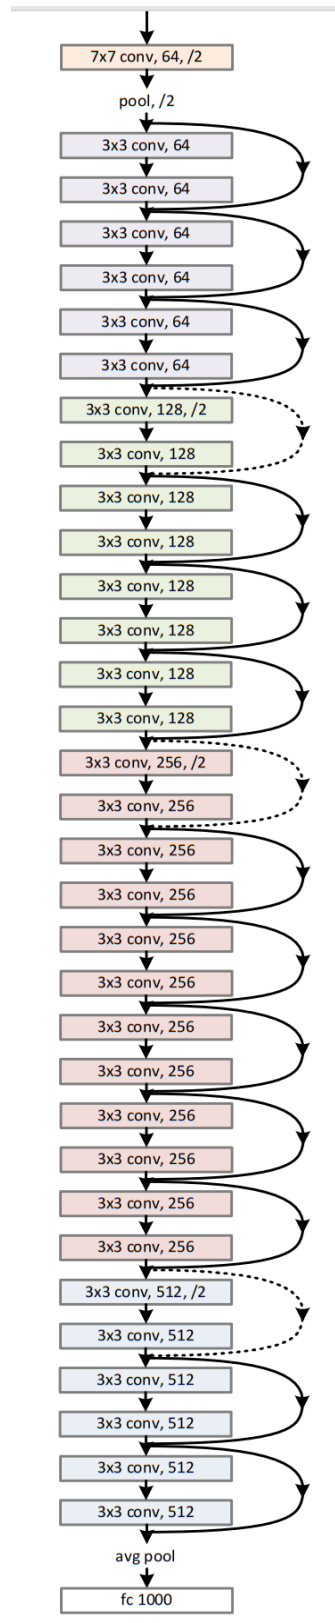 7x7 conv, 64, /2
pool, /2
3x3 conv, 64
3x3 conv, 64
3x3 conv, 64
3x3 conv, 64
3x3 conv, 64
3x3 conv, 64
3x3 conv, 128, /2
3x3 conv, 128
3x3 conv, 128
3x3 conv, 128
3x3 conv, 128
3x3 conv, 128
3x3 conv, 128
3x3 conv, 128
3x3 conv, 256, /2
3x3 conv, 256
3x3 conv, 256
3x3 conv, 256
3x3 conv, 256
3x3 conv, 256
3x3 conv, 256
3x3 conv, 256
3x3 conv, 256
3x3 conv, 256
3x3 conv, 256
3x3 conv, 256
3x3 conv, 512, /2
3x3 conv, 512
3x3 conv, 512
3x3 conv, 512
3x3 conv, 512
3x3 conv, 512
avg pool
fc 1000